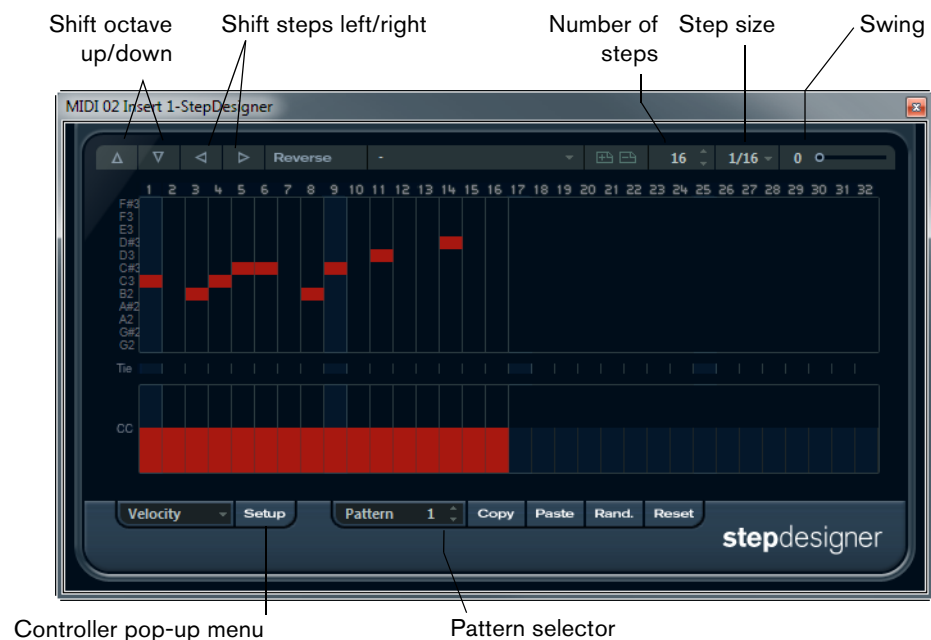 Shift octave up/down
Shift steps left/right
Number of steps
Step size
Swing
MIDI 02 Insert 1-StepDesigner
Reverse - 16 1/16 0
1 2 3 4 5 6 7 8 9 10 11 12 13 14 15 16 17 18 19 20 21 22 23 24 25 26 27 28 29 30 31 32
F#3
F3
E3
D#3
D3
C#3
C3
B2
A#2
A2
G#2
G2
Tie
CC
Velocity Setup Pattern 1 Copy Paste Rand. Reset
stepdesigner
Controller pop-up menu
Pattern selector